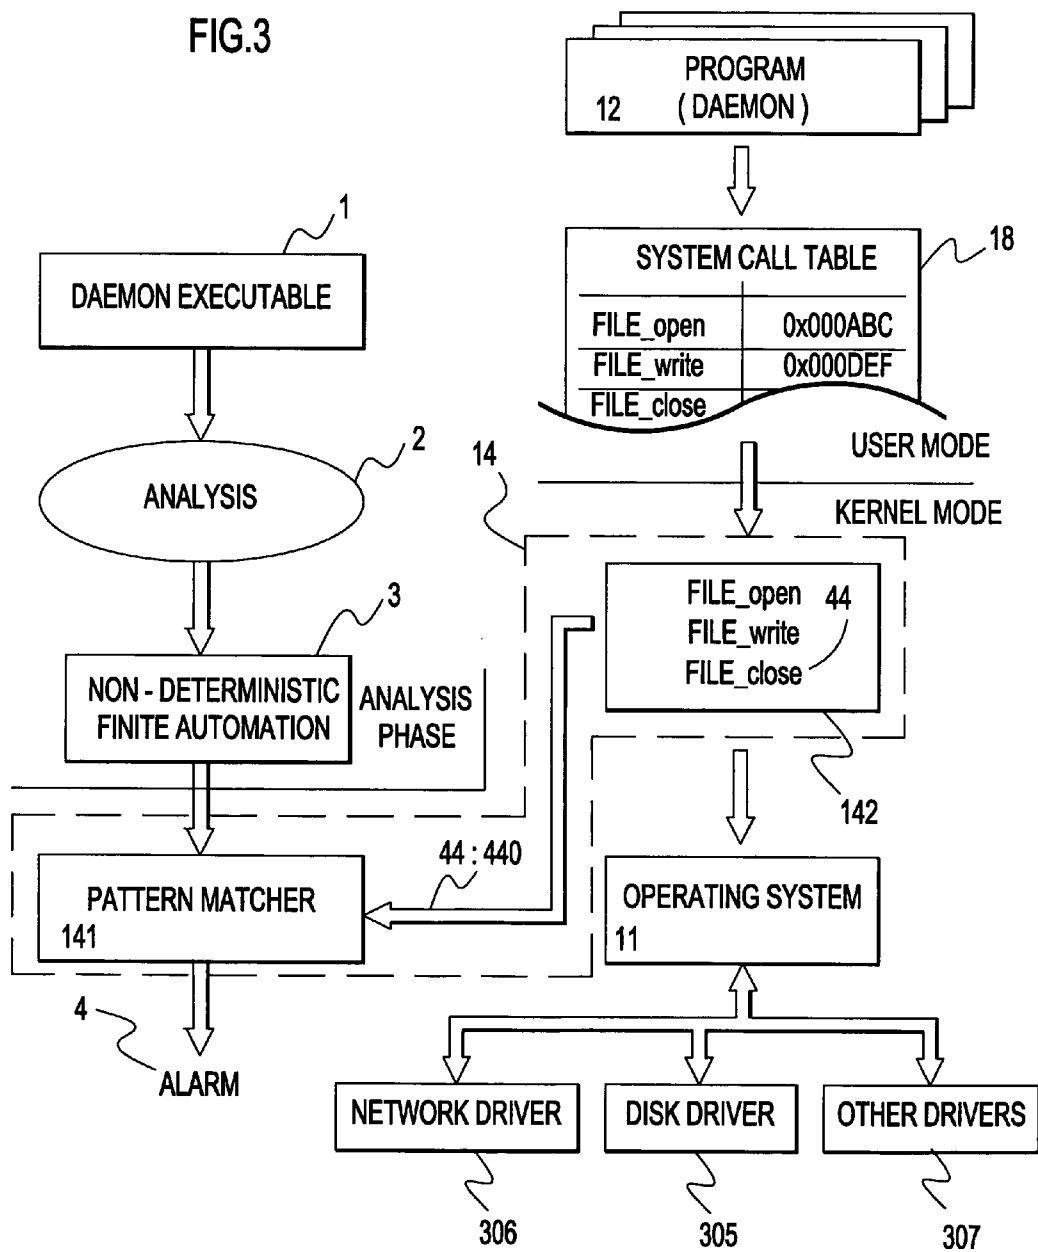 FIG.3
PROGRAM
( DAEMON )
12
1
DAEMON EXECUTABLE
18
SYSTEM CALL TABLE
FILE_open 0x000ABC
FILE_write 0x000DEF
FILE_close
USER MODE
KERNEL MODE
2
ANALYSIS
14
3
NON - DETERMINISTIC
FINITE AUTOMATION
ANALYSIS
PHASE
FILE_open
FILE_write
FILE_close
44
142
44 : 440
PATTERN MATCHER
141
OPERATING SYSTEM
11
4
ALARM
NETWORK DRIVER
DISK DRIVER
OTHER DRIVERS
306
305
307